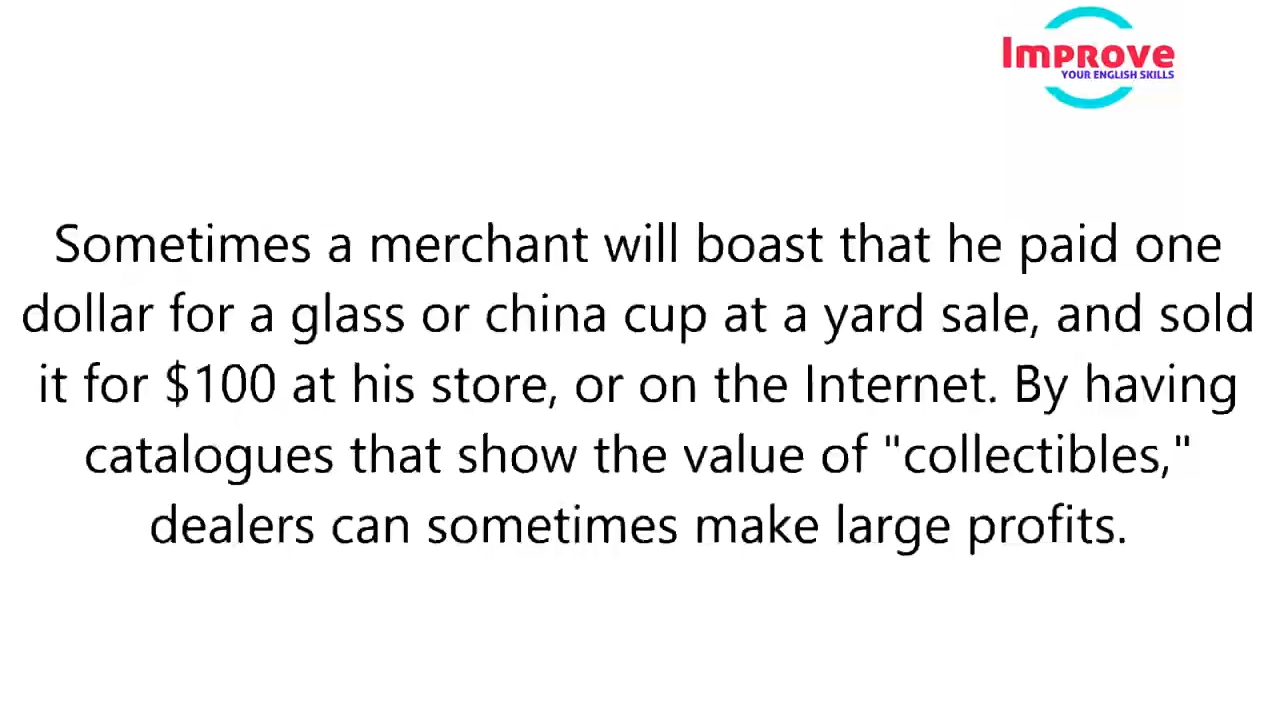 Improve
YOUR ENGLISH SKILLS
Sometimes a merchant will boast that he paid one
dollar for a glass or china cup at a yard sale, and sold
it for $100 at his store, or on the Internet. By having
catalogues that show the value of "collectibles,"
dealers can sometimes make large profits.